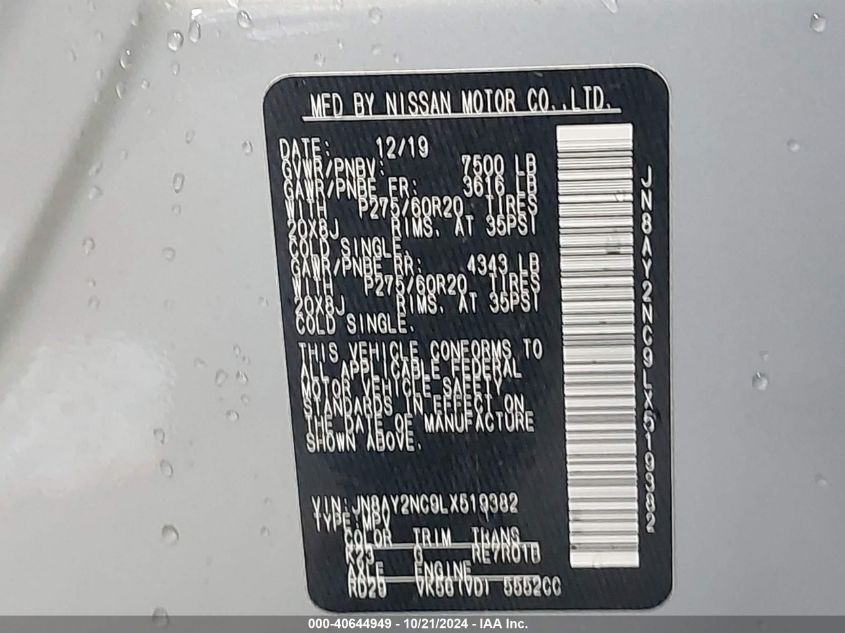 MFD BY NISSAN MOTOR CO.,LTD.
DATE: 12/19
GVWR/PNBV: 7500 LB
GAWR/PNBE FR: 3616 LB
WITH P275/60R20 TIRES
20X8J RIMS. AT 35PSI
COLD SINGLE.
GAWR/PNBE RR: 4343 LB
WITH P275/60R20 TIRES
20X8J RIMS. AT 35PSI
COLD SINGLE.
THIS VEHICLE CONFORMS TO
ALL APPLICABLE FEDERAL
MOTOR VEHICLE SAFETY
STANDARDS IN EFFECT ON
THE DATE OF MANUFACTURE
SHOWN ABOVE.
VIN:JN8AY2NC9LX519382
TYPE:MPV
COLOR TRIM TRANS
K23 G RE7R01B
AXLE ENGINE
RD20 VK56(VD) 5552CC
JN8AY2NC9LX519382
000-40644949 - 10/21/2024 - IAA Inc.